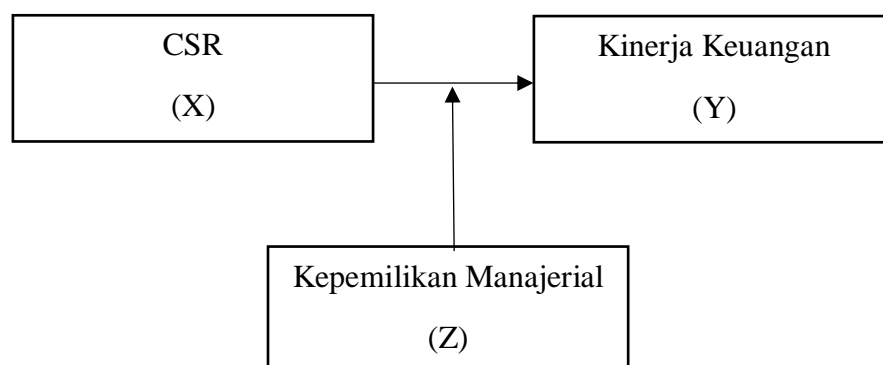 CSR
(X)
Kinerja Keuangan
(Y)
Kepemilikan Manajerial
(Z)